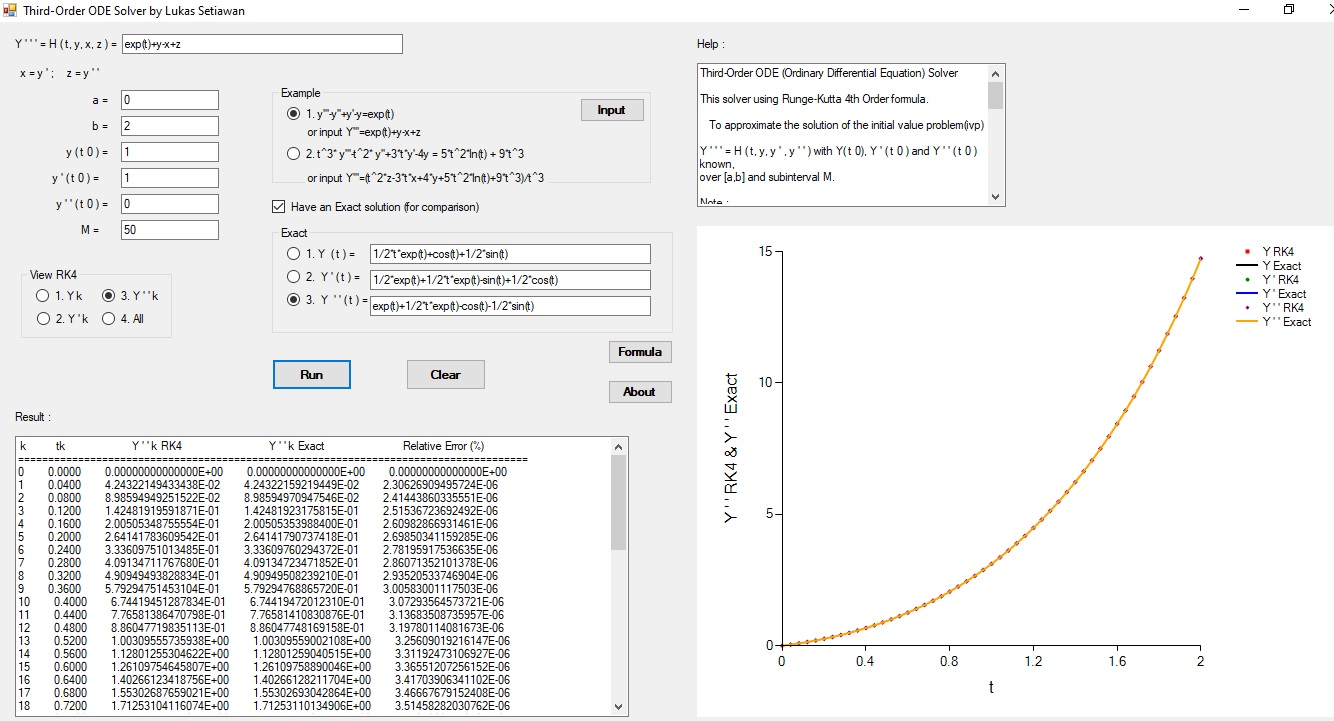 Third-Order ODE Solver by Lukas Setiawan
Y ' ' ' = H ( t, y, x, z ) = exp(t)+y-x+z
x = y ' ; z = y ' '
a = 0
b = 2
y ( t 0 ) = 1
y ' ( t 0 ) = 1
y ' ' ( t 0 ) = 0
M = 50
View RK4
1. Y k
3. Y ' ' k
2. Y ' k
4. All
Example
1. y'''-y''+y'-y=exp(t)
or input Y'''=exp(t)+y-x+z
2. t^3* y'''-t^2* y''+3*t*y'-4y = 5*t^2*ln(t) + 9*t^3
or input Y'''=(t^2*z-3*t*x+4*y+5*t^2*ln(t)+9*t^3)/t^3
Input
Have an Exact solution (for comparison)
Exact
1. Y ( t ) = 1/2*t*exp(t)+cos(t)+1/2*sin(t)
2. Y ' ( t ) = 1/2*exp(t)+1/2*t*exp(t)-sin(t)+1/2*cos(t)
3. Y ' ' ( t ) = exp(t)+1/2*t*exp(t)-cos(t)-1/2*sin(t)
Run
Clear
Formula
About
Help :
Third-Order ODE (Ordinary Differential Equation) Solver
This solver using Runge-Kutta 4th Order formula.
To approximate the solution of the initial value problem(ivp)
Y ' ' ' = H ( t, y, y ' , y ' ' ) with Y( t 0), Y ' ( t 0 ) and Y ' ' ( t 0 )
known,
over [a,b] and subinterval M.
Note :
Result :
k tk Y ' ' k RK4 Y ' ' k Exact Relative Error (%)
==========================================================================
0 0.0000 0.00000000000000E+00 0.00000000000000E+00 0.00000000000000E+00
1 0.0400 4.24322149433438E-02 4.24322159219449E-02 2.30626909495724E-06
2 0.0800 8.98594949251522E-02 8.98594970947546E-02 2.41443860335551E-06
3 0.1200 1.42481919591871E-01 1.42481923175815E-01 2.51536723692492E-06
4 0.1600 2.00505348755554E-01 2.00505353988400E-01 2.60982866931461E-06
5 0.2000 2.64141783609542E-01 2.64141790737418E-01 2.69850341159285E-06
6 0.2400 3.33609751013485E-01 3.33609760294372E-01 2.78195917536635E-06
7 0.2800 4.09134711767680E-01 4.09134723471852E-01 2.86071352101378E-06
8 0.3200 4.90949493828834E-01 4.90949508239210E-01 2.93520533746904E-06
9 0.3600 5.79294751453104E-01 5.79294768865720E-01 3.00583001117503E-06
10 0.4000 6.74419451287834E-01 6.74419472012310E-01 3.07293564573721E-06
11 0.4400 7.76581386470798E-01 7.76581410830876E-01 3.13683508735957E-06
12 0.4800 8.86047719835113E-01 8.86047748169158E-01 3.19780114081673E-06
13 0.5200 1.00309555735938E+00 1.00309559002108E+00 3.25609019216147E-06
14 0.5600 1.12801255304622E+00 1.12801259040515E+00 3.31192473106927E-06
15 0.6000 1.26109754645807E+00 1.26109758890046E+00 3.36551207256152E-06
16 0.6400 1.40266123418756E+00 1.40266128211704E+00 3.41703906341102E-06
17 0.6800 1.55302687659021E+00 1.55302693042864E+00 3.46667679152408E-06
18 0.7200 1.71253104116074E+00 1.71253110134906E+00 3.51458282030762E-06
Y ' ' RK4 & Y ' ' Exact
15
10
5
0
0 0.4 0.8 1.2 1.6 2
t
Y RK4
Y Exact
Y ' RK4
Y ' Exact
Y ' ' RK4
Y ' ' Exact